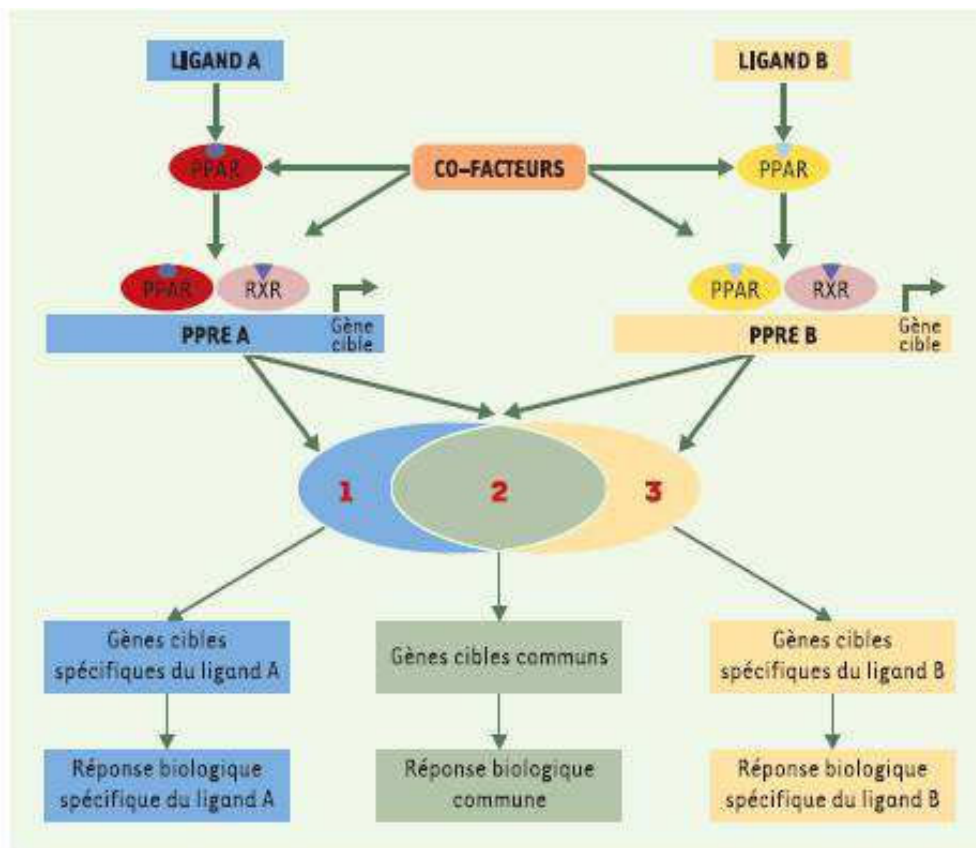 LIGAND A
LIGAND B
PPAR
CO-FACTEURS
PPAR
PPAR
RXR
PPAR
RXR
PPRE A
Gène
cible
PPRE B
Gène
cible
1
2
3
Gènes cibles
spécifiques du ligand A
Gènes cibles communs
Gènes cibles
spécifiques du ligand B
Réponse biologique
spécifique du ligand A
Réponse biologique
commune
Réponse biologique
spécifique du ligand B